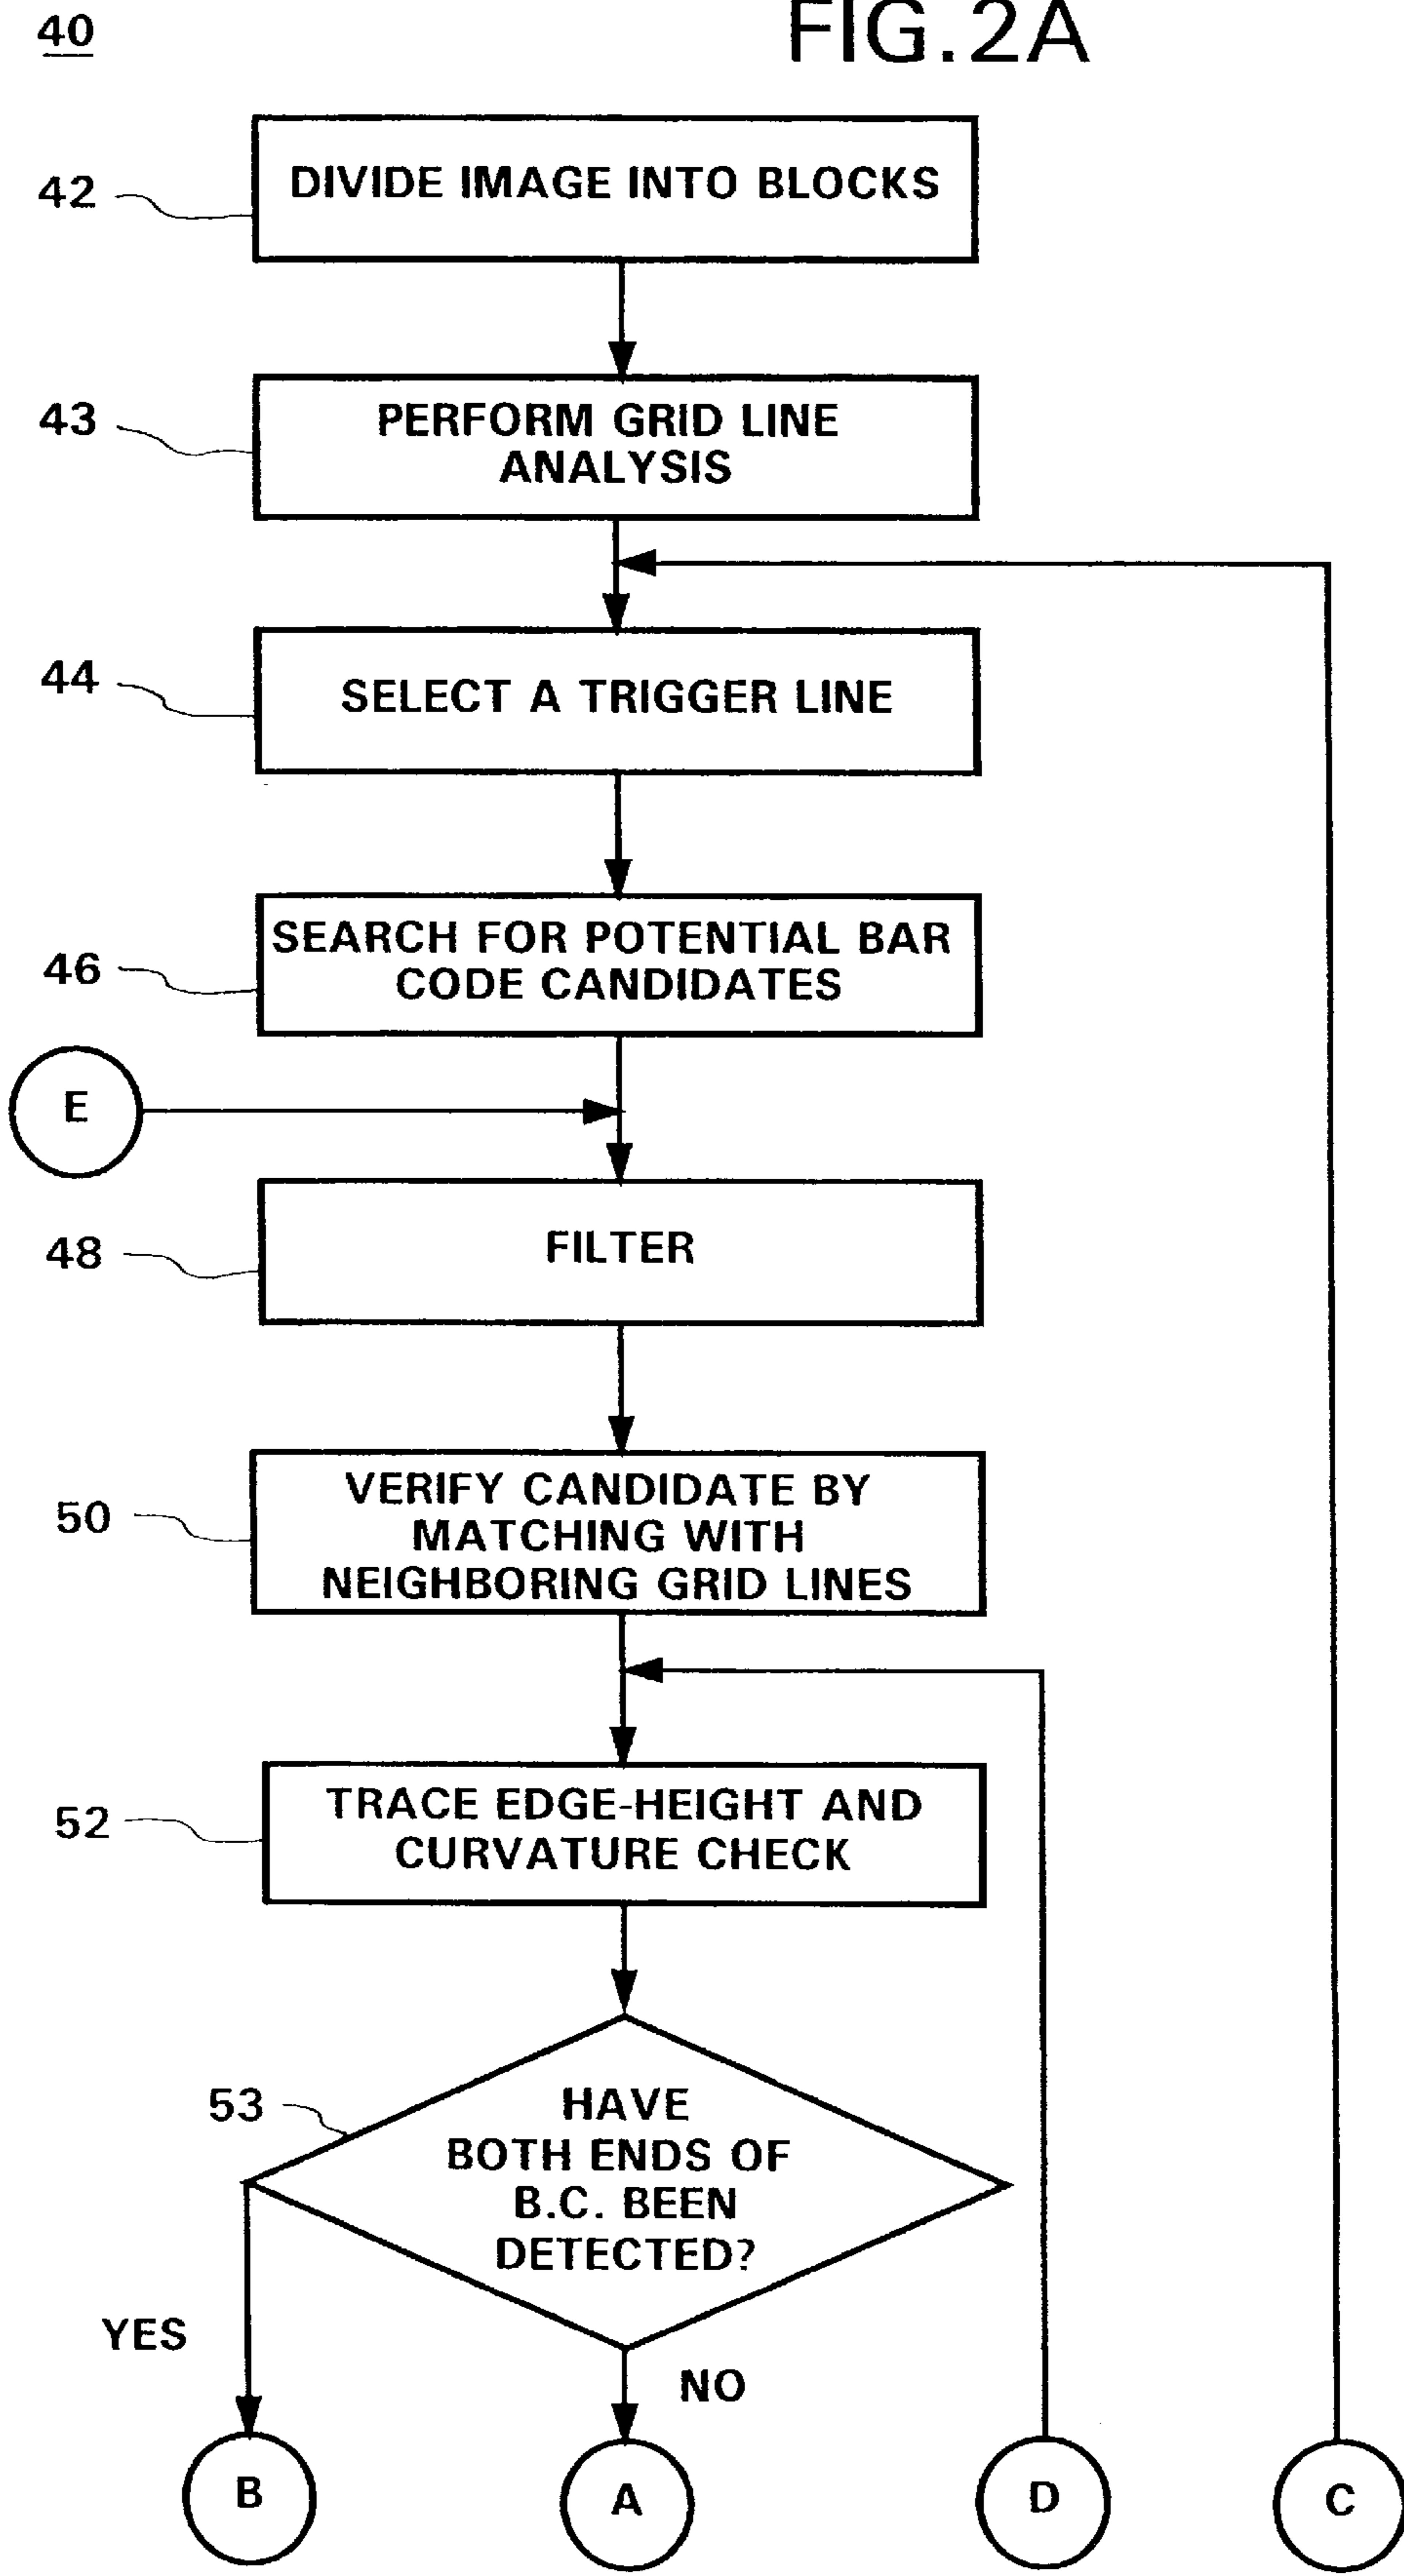 40
FIG.2A
42
DIVIDE IMAGE INTO BLOCKS
43
PERFORM GRID LINE
ANALYSIS
44
SELECT A TRIGGER LINE
46
SEARCH FOR POTENTIAL BAR
CODE CANDIDATES
E
48
FILTER
50
VERIFY CANDIDATE BY
MATCHING WITH
NEIGHBORING GRID LINES
52
TRACE EDGE-HEIGHT AND
CURVATURE CHECK
53
HAVE
BOTH ENDS OF
B.C. BEEN
DETECTED?
YES
NO
B
A
D
C